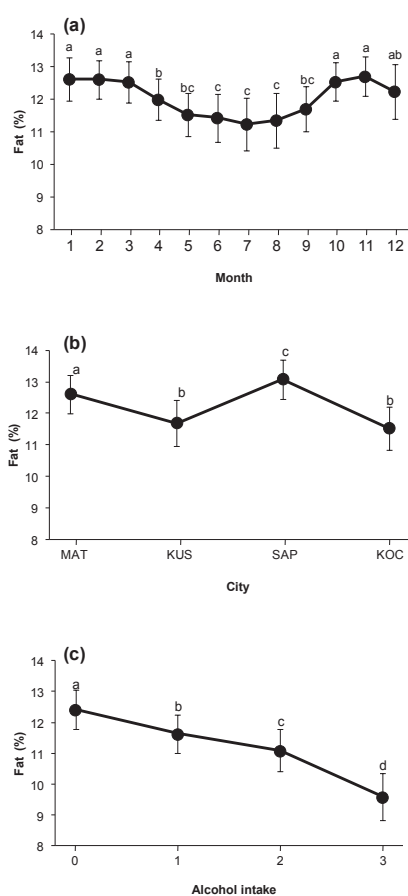 (a)
14
13
12
11
10
9
8
Fat (%)
a a a b bc c c c bc a a ab
1 2 3 4 5 6 7 8 9 10 11 12
Month
(b)
14
13
12
11
10
9
8
Fat (%)
a b c b
MAT KUS SAP KOC
City
(c)
14
13
12
11
10
9
8
Fat (%)
a b c d
0 1 2 3
Alcohol intake